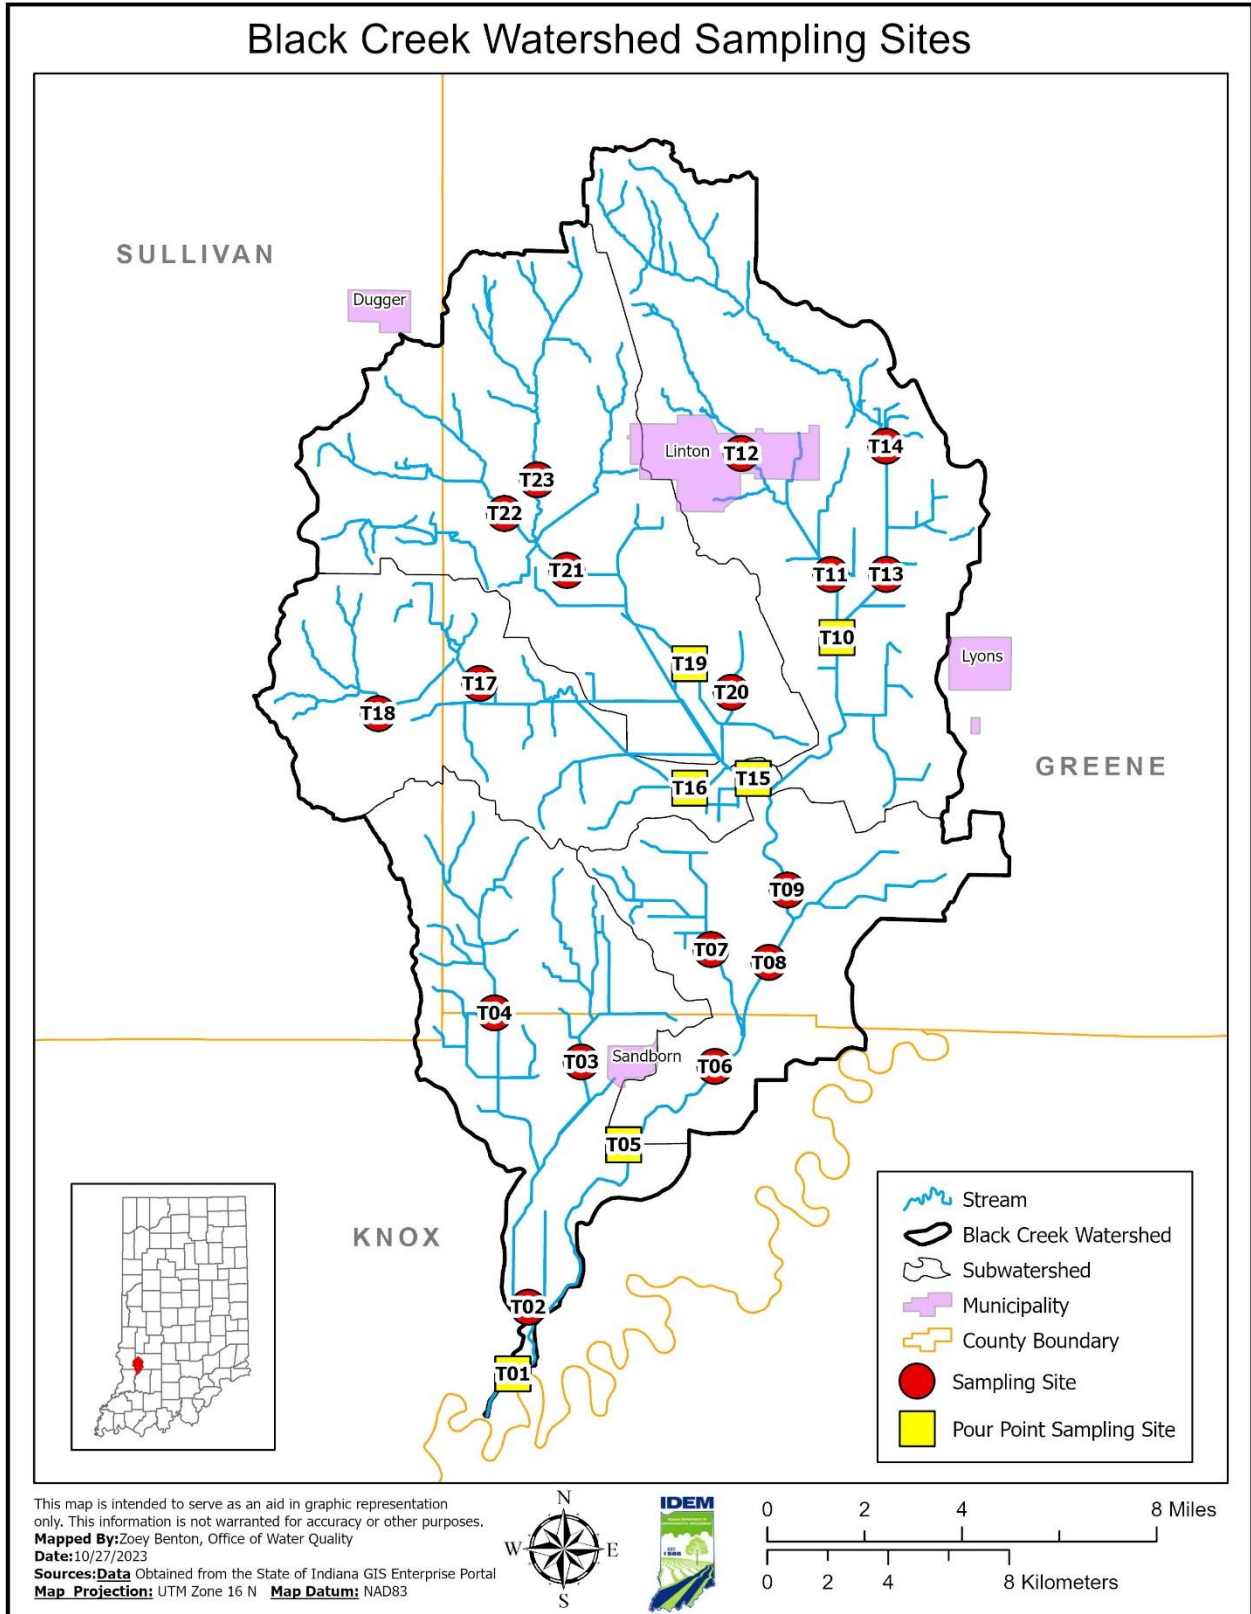 Black Creek Watershed Sampling Sites
SULLIVAN
Dugger
Linton
T12
T14
T23
T22
T21
T11
T13
T10
Lyons
T19
T17
T20
T18
GREENE
T16
T15
T09
T07
T08
T04
T03
Sandborn
T06
T05
KNOX
T02
T01
Stream
Black Creek Watershed
Subwatershed
Municipality
County Boundary
Sampling Site
Pour Point Sampling Site
This map is intended to serve as an aid in graphic representation
only. This information is not warranted for accuracy or other purposes.
Mapped By:Zoey Benton, Office of Water Quality
Date:10/27/2023
Sources:Data Obtained from the State of Indiana GIS Enterprise Portal
Map Projection: UTM Zone 16 N Map Datum: NAD83
N
W E
S
IDEM
0 2 4 8 Miles
0 2 4 8 Kilometers